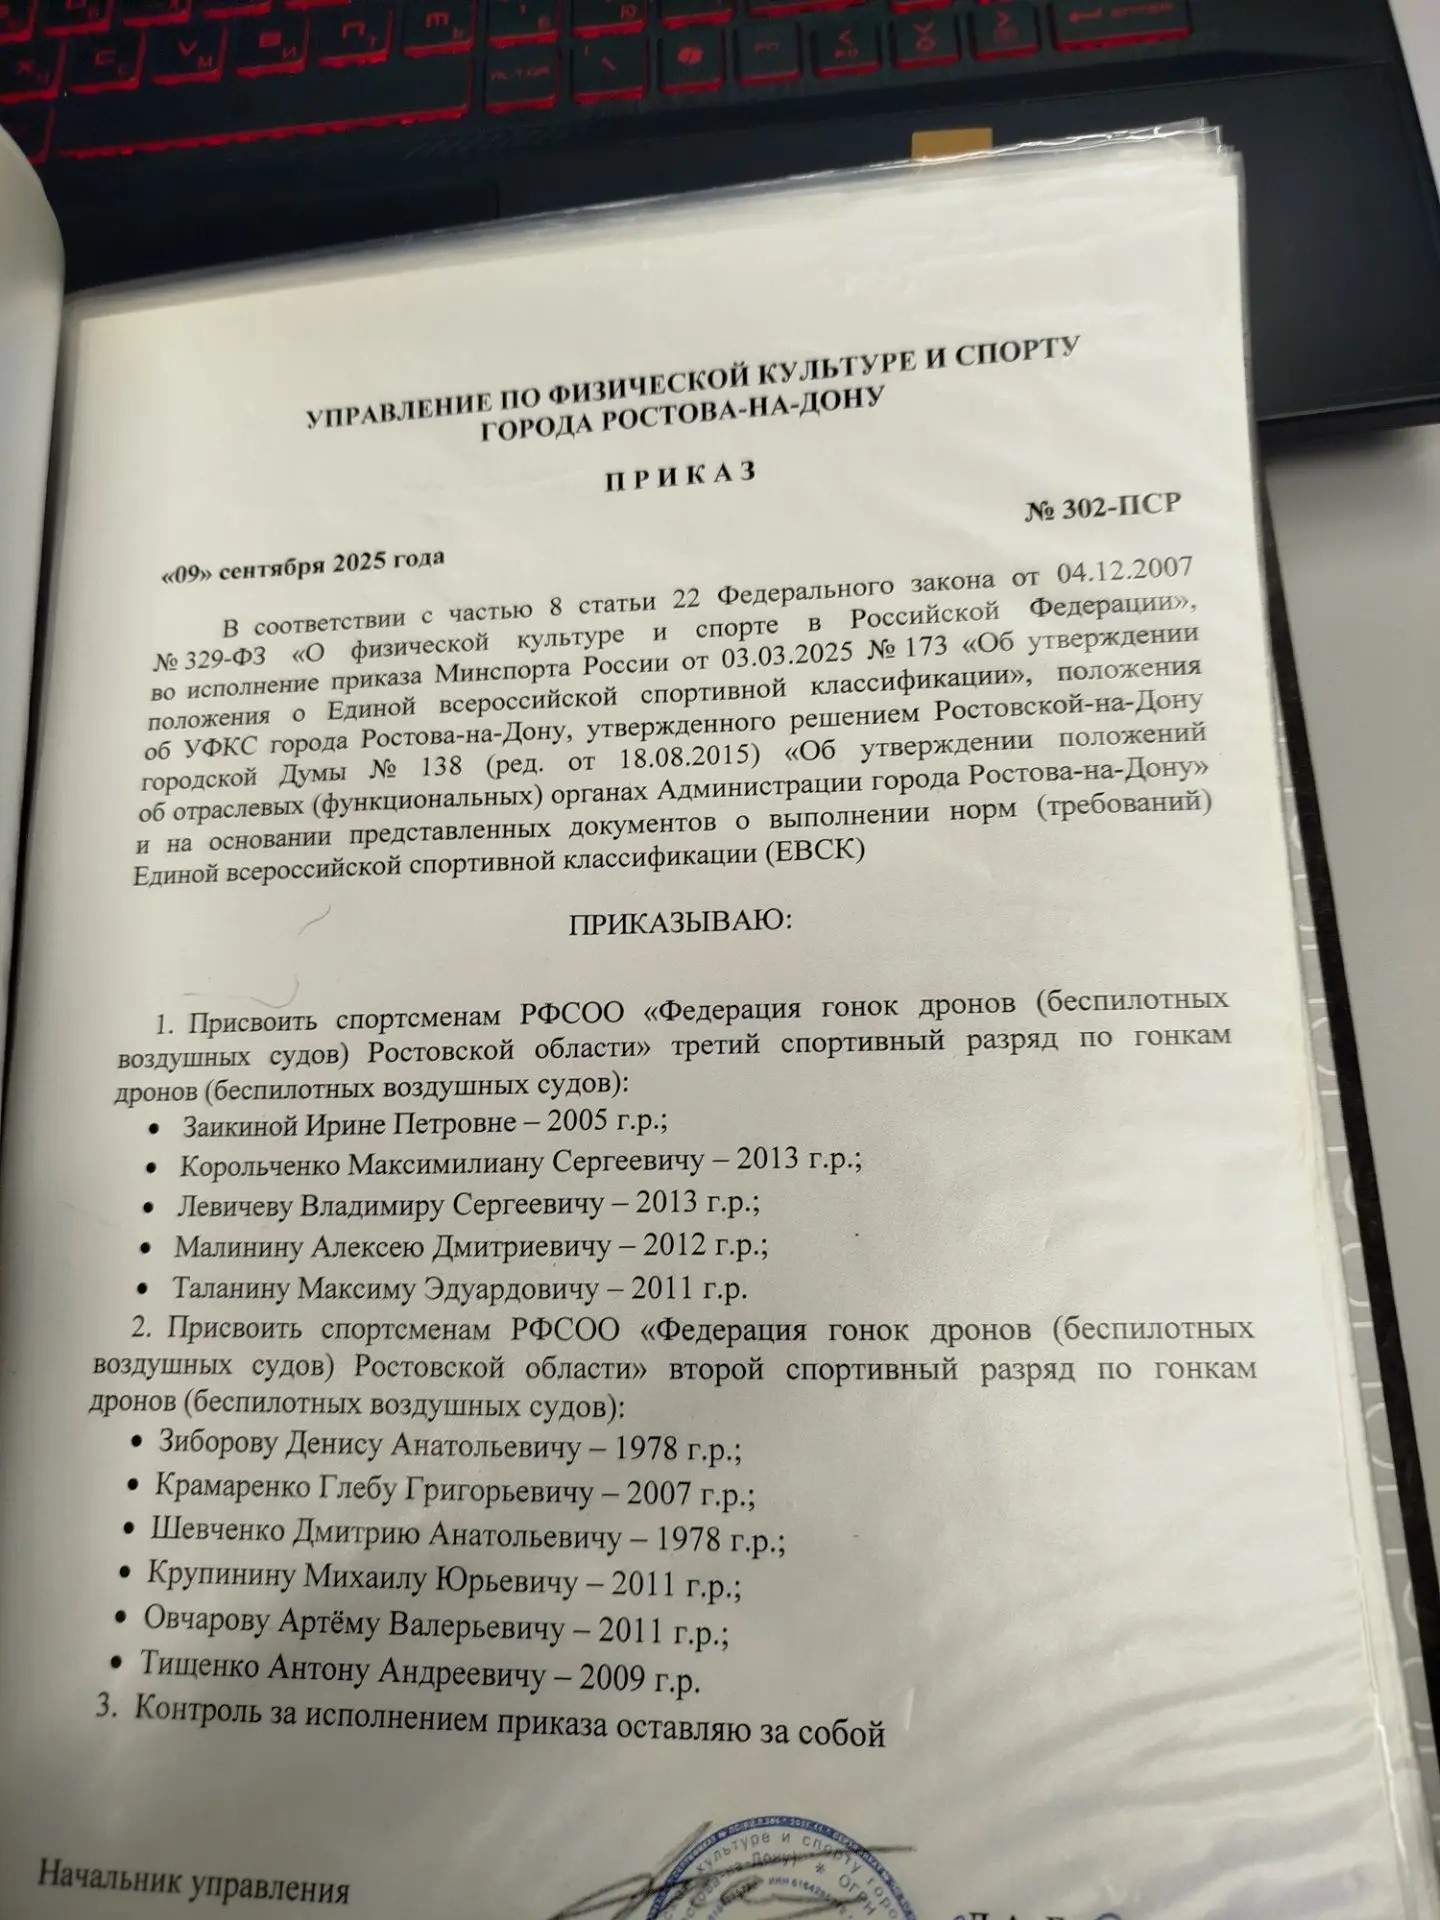 УПРАВЛЕНИЕ ПО ФИЗИЧЕСКОЙ КУЛЬТУРЕ И СПОРТУ
ГОРОДА РОСТОВА-НА-ДОНУ
П Р И К А З
№ 302-ПСР
«09» сентября 2025 года
В соответствии с частью 8 статьи 22 Федерального закона от 04.12.2007
№ 329-ФЗ «О физической культуре и спорте в Российской Федерации»,
во исполнение приказа Минспорта России от 03.03.2025 № 173 «Об утверждении
положения о Единой всероссийской спортивной классификации», положения
об УФКС города Ростова-на-Дону, утвержденного решением Ростовской-на-Дону
городской Думы № 138 (ред. от 18.08.2015) «Об утверждении положений
об отраслевых (функциональных) органах Администрации города Ростова-на-Дону»
и на основании представленных документов о выполнении норм (требований)
Единой всероссийской спортивной классификации (ЕВСК)
ПРИКАЗЫВАЮ:
1. Присвоить спортсменам РФСОО «Федерация гонок дронов (беспилотных
воздушных судов) Ростовской области» третий спортивный разряд по гонкам
дронов (беспилотных воздушных судов):
• Заикиной Ирине Петровне – 2005 г.р.;
• Корольченко Максимилиану Сергеевичу – 2013 г.р.;
• Левичеву Владимиру Сергеевичу – 2013 г.р.;
• Малинину Алексею Дмитриевичу – 2012 г.р.;
• Таланину Максиму Эдуардовичу – 2011 г.р.
2. Присвоить спортсменам РФСОО «Федерация гонок дронов (беспилотных
воздушных судов) Ростовской области» второй спортивный разряд по гонкам
дронов (беспилотных воздушных судов):
• Зиборову Денису Анатольевичу – 1978 г.р.;
• Крамаренко Глебу Григорьевичу – 2007 г.р.;
• Шевченко Дмитрию Анатольевичу – 1978 г.р.;
• Крупинину Михаилу Юрьевичу – 2011 г.р.;
• Овчарову Артёму Валерьевичу – 2011 г.р.;
• Тищенко Антону Андреевичу – 2009 г.р.
3. Контроль за исполнением приказа оставляю за собой
Начальник управления
культуре и спорту